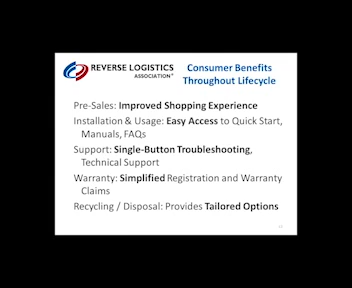 REVERSE LOGISTICS
ASSOCIATION
Consumer Benefits
Throughout Lifecycle
Pre-Sales: Improved Shopping Experience
Installation & Usage: Easy Access to Quick Start,
Manuals, FAQs
Support: Single-Button Troubleshooting,
Technical Support
Warranty: Simplified Registration and Warranty
Claims
Recycling / Disposal: Provides Tailored Options